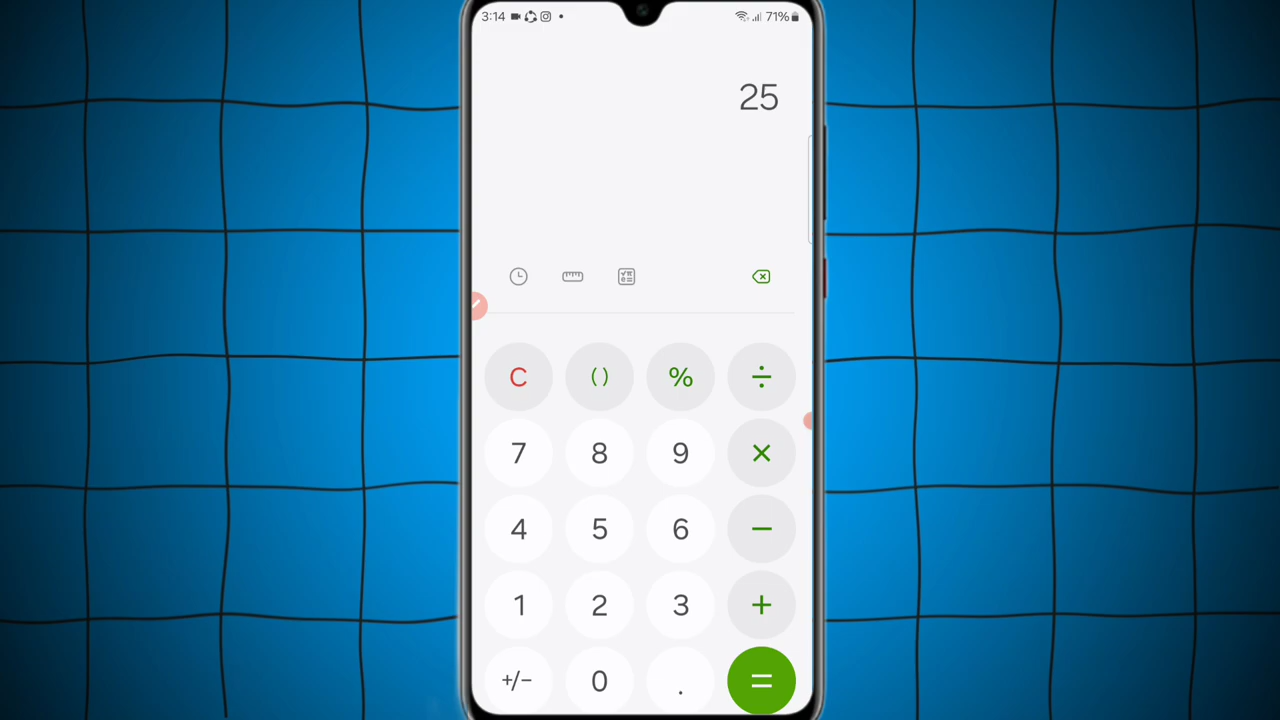 3:14 71%
25
C () % ÷
7 8 9 ×
4 5 6 −
1 2 3 +
+/− 0 . =